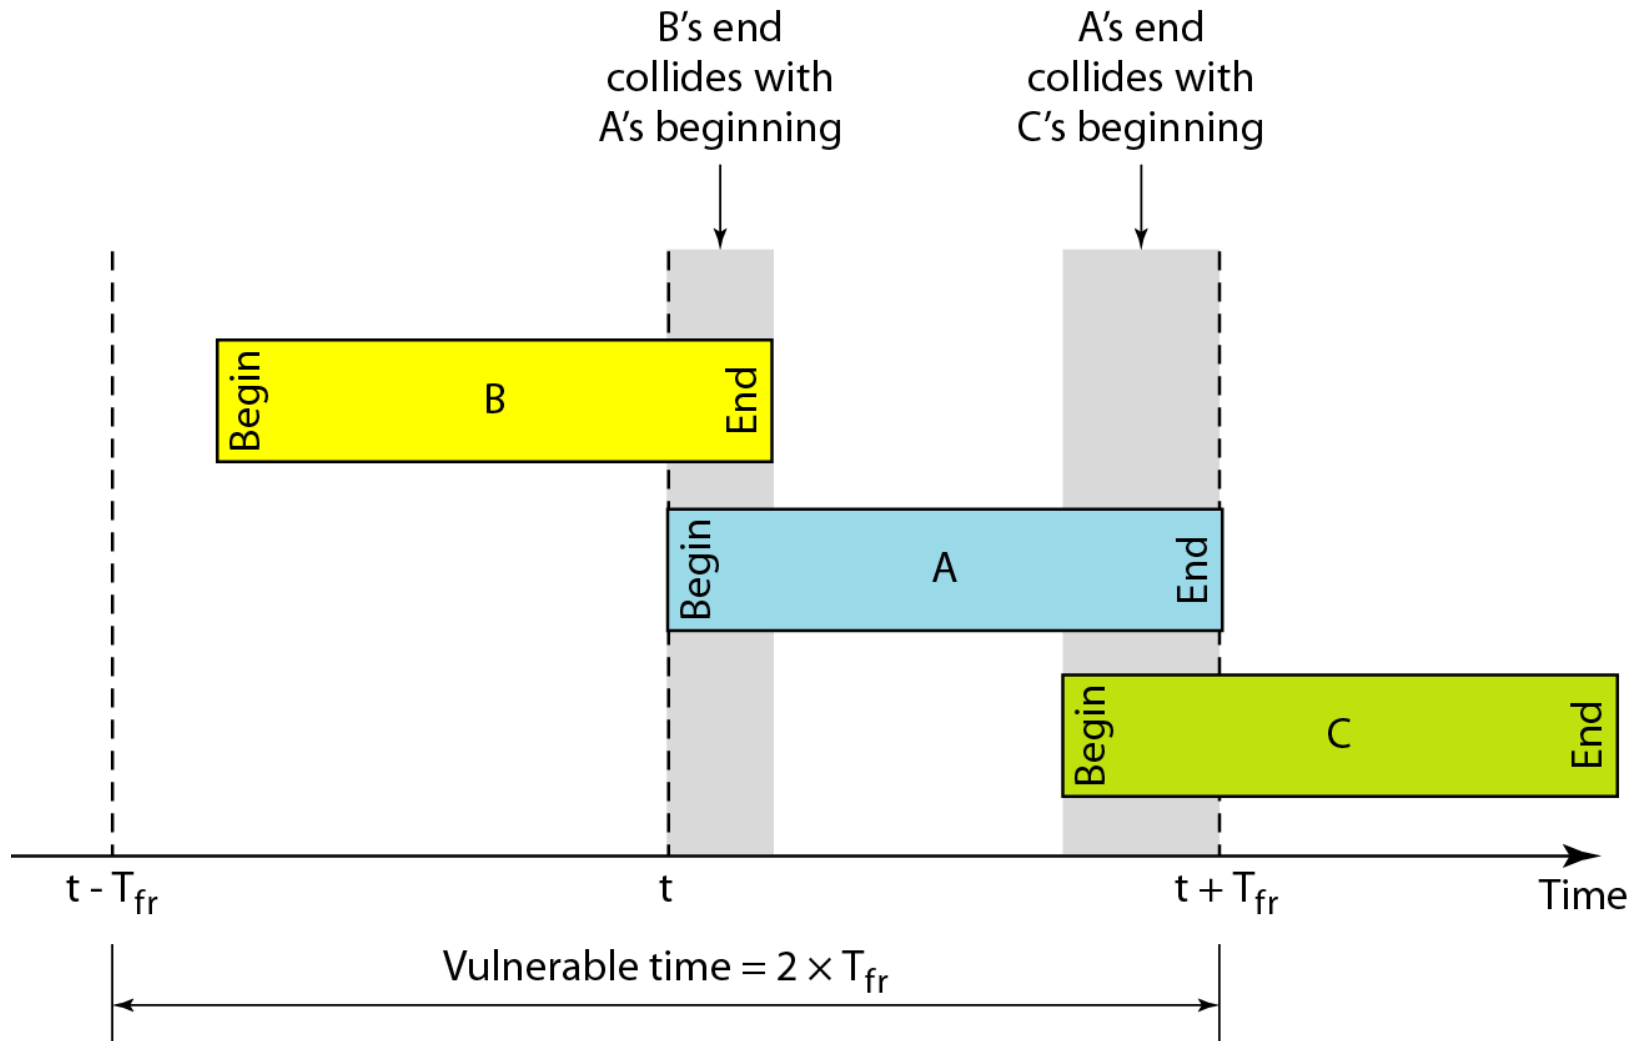 B’s end
collides with
A’s beginning
A’s end
collides with
C’s beginning
Begin
B
End
Begin
A
End
Begin
C
End
t - Tfr
t
t + Tfr
Time
Vulnerable time = 2 × Tfr